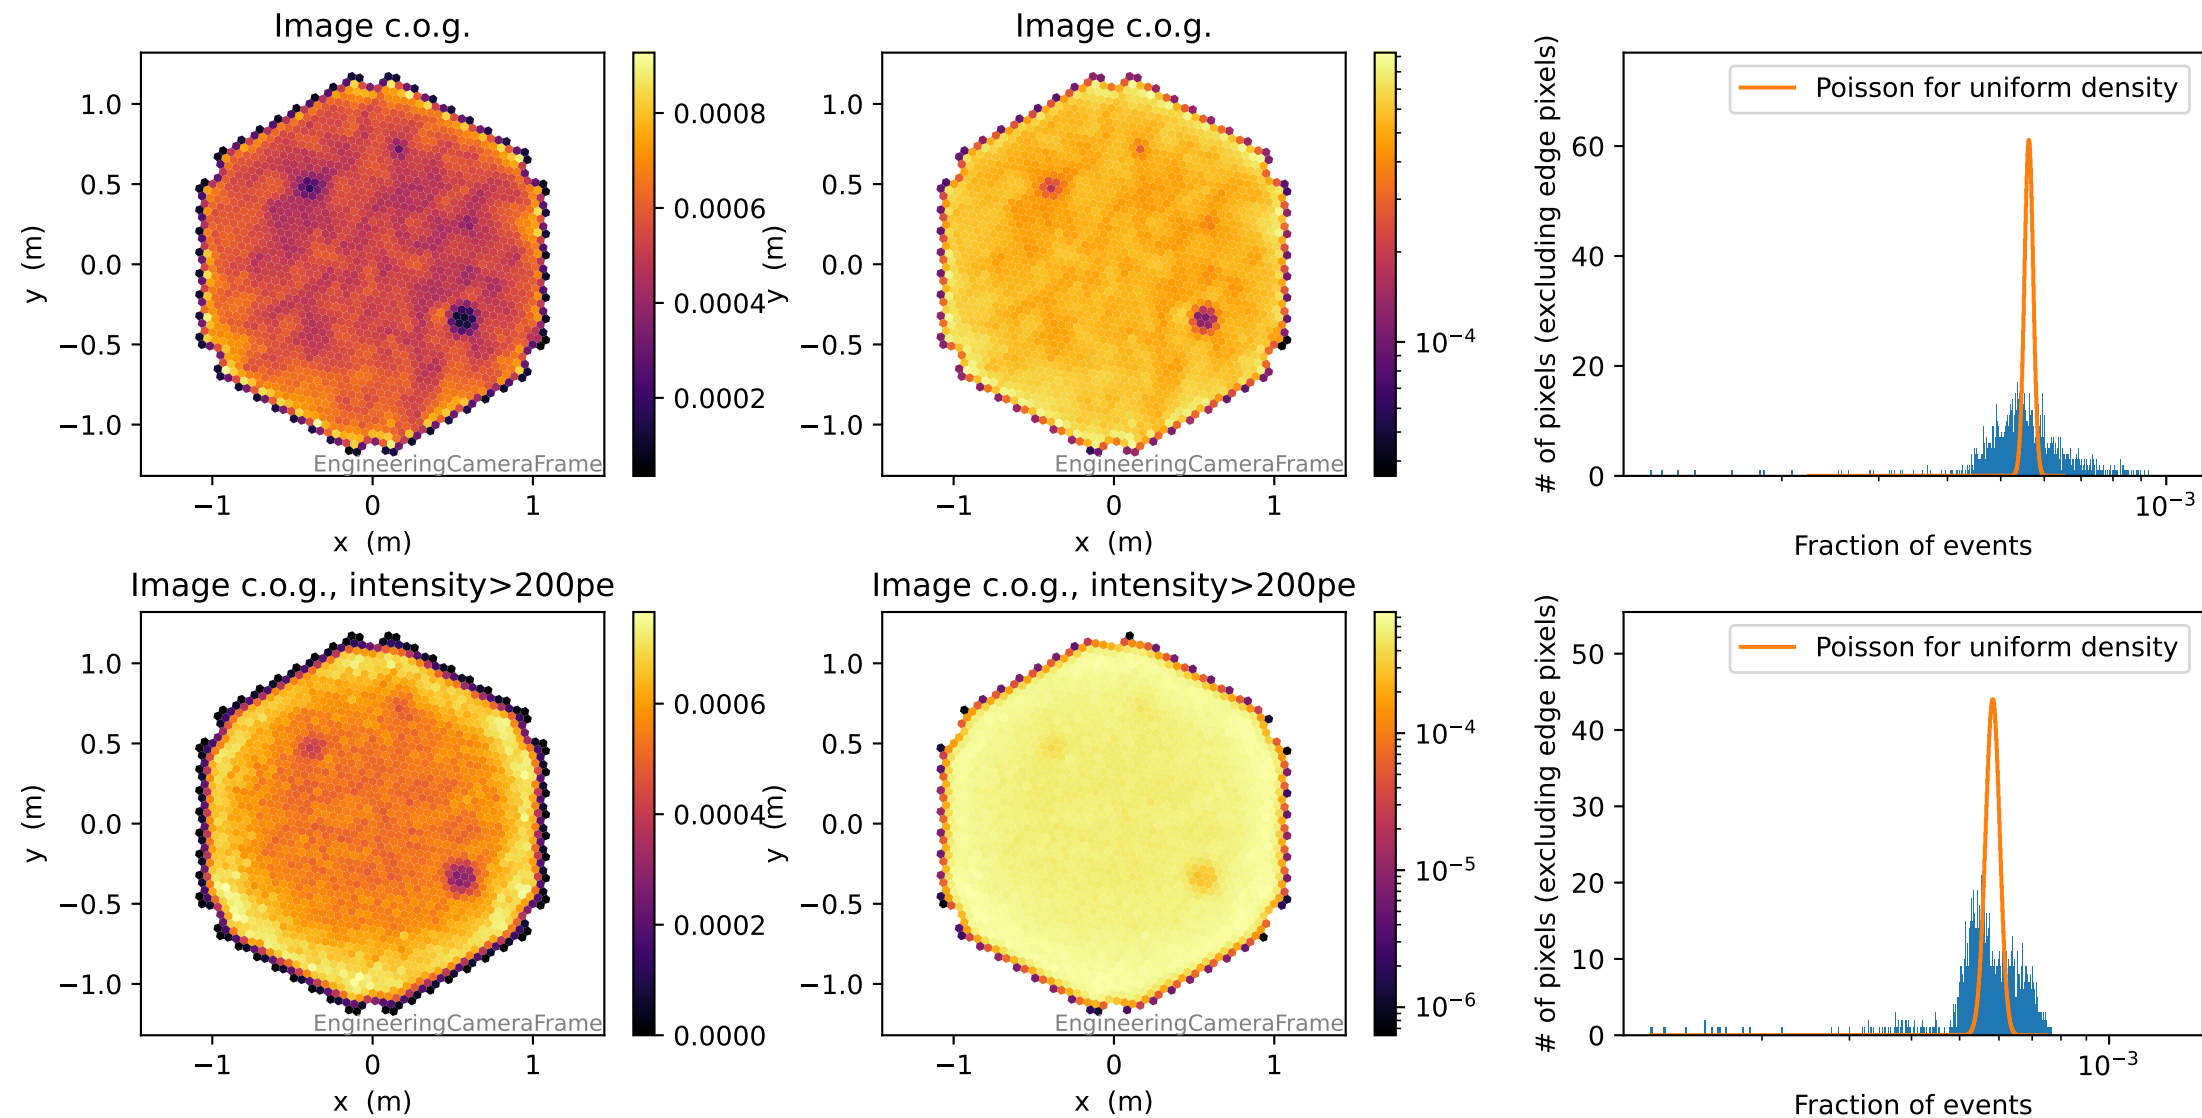 Image c.o.g.
1.0
0.5
0.0
−0.5
−1.0
y (m)
−1
0
1
x (m)
EngineeringCameraFrame
0.0008
0.0006
0.0004
0.0002
Image c.o.g.
1.0
0.5
0.0
−0.5
−1.0
y (m)
−1
0
1
x (m)
EngineeringCameraFrame
10−4
# of pixels (excluding edge pixels)
60
40
20
0
Poisson for uniform density
10−3
Fraction of events
Image c.o.g., intensity>200pe
1.0
0.5
0.0
−0.5
−1.0
y (m)
−1
0
1
x (m)
EngineeringCameraFrame
0.0006
0.0004
0.0002
0.0000
Image c.o.g., intensity>200pe
1.0
0.5
0.0
−0.5
−1.0
y (m)
−1
0
1
x (m)
EngineeringCameraFrame
10−4
10−5
10−6
# of pixels (excluding edge pixels)
50
40
30
20
10
0
Poisson for uniform density
10−3
Fraction of events